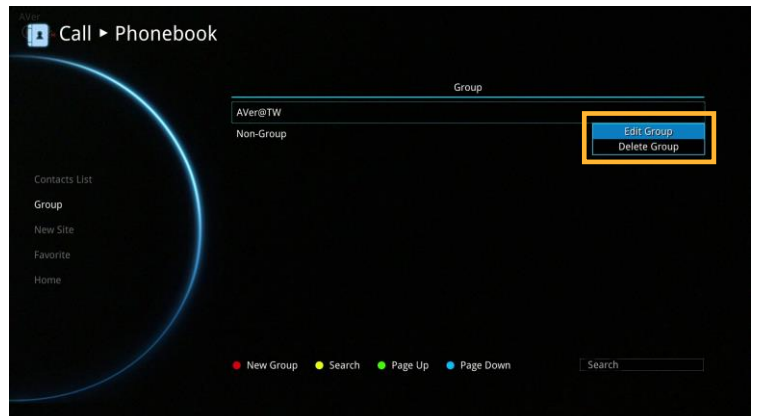 AVer
Call ► Phonebook
Group
AVer@TW
Non-Group
Edit Group
Delete Group
Contacts List
Group
New Site
Favorite
Home
New Group Search Page Up Page Down Search